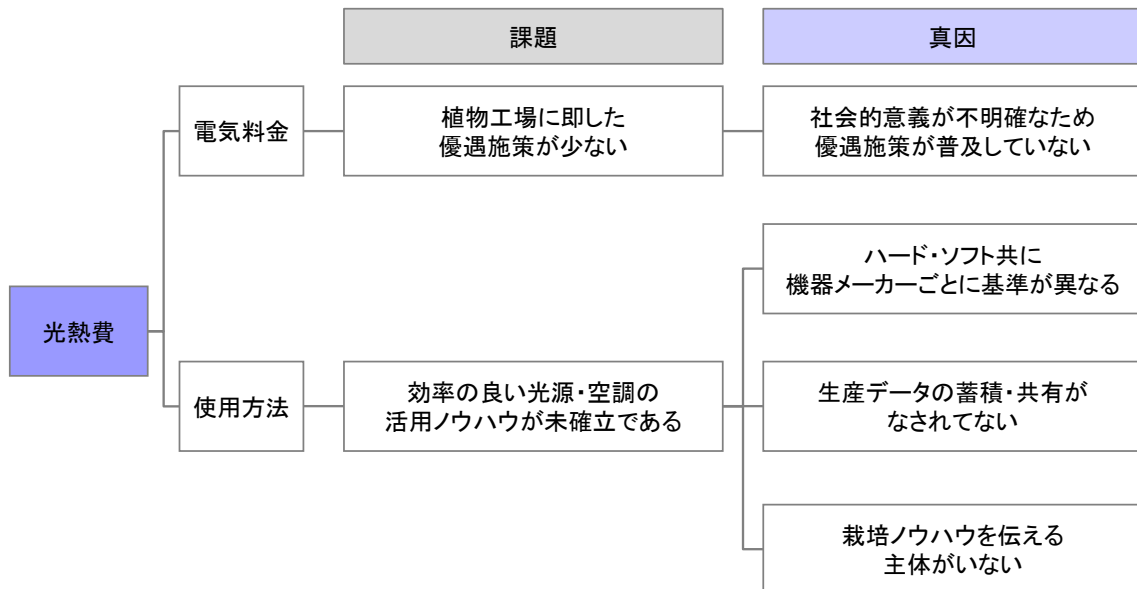 課題
真因
電気料金
植物工場に即した
優遇施策が少ない
社会的意義が不明確なため
優遇施策が普及していない
光熱費
使用方法
効率の良い光源・空調の
活用ノウハウが未確立である
ハード・ソフト共に
機器メーカーごとに基準が異なる
生産データの蓄積・共有が
なされてない
栽培ノウハウを伝える
主体がいない